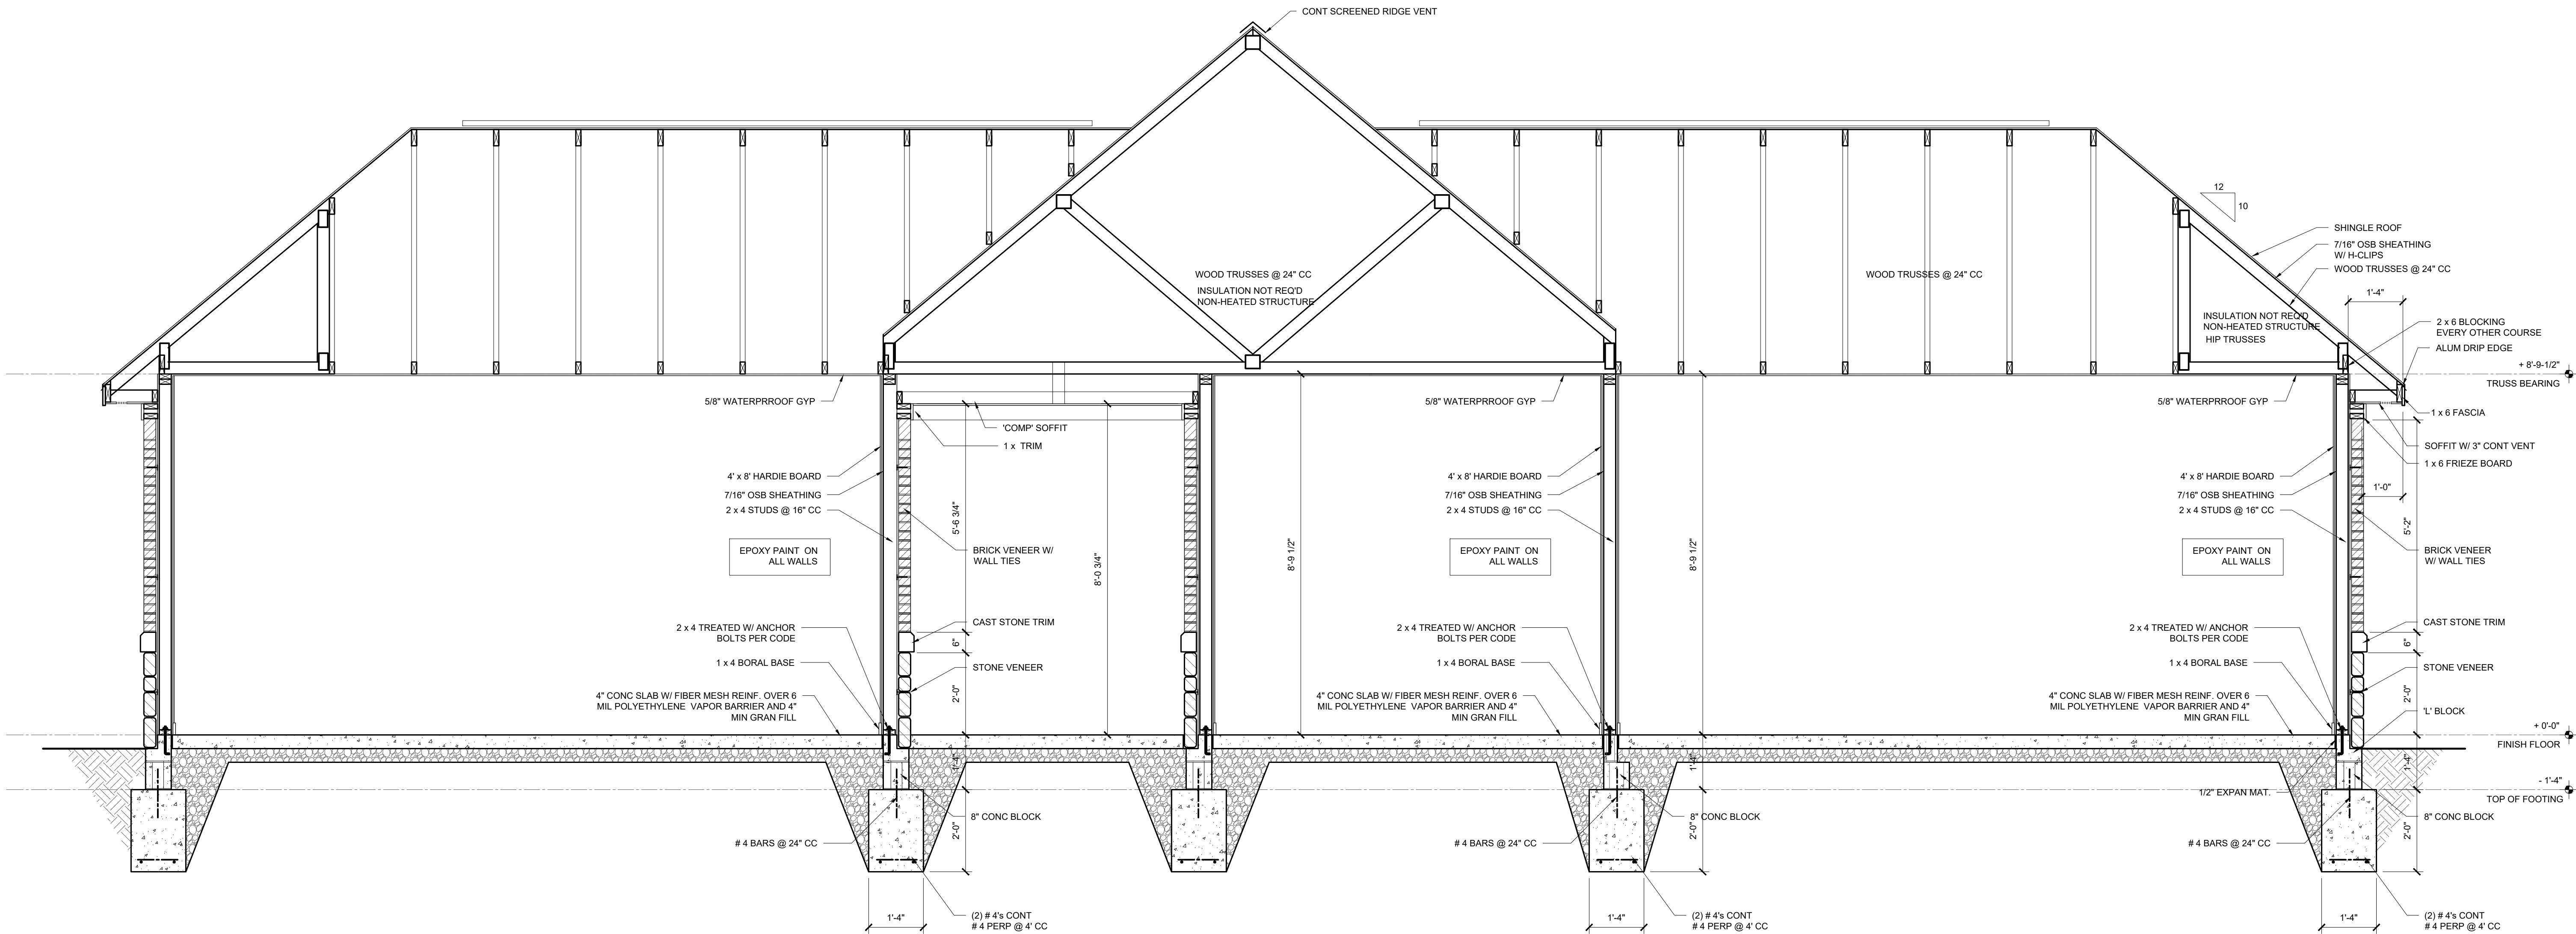 CONT SCREENED RIDGE VENT
12
10
SHINGLE ROOF
7/16" OSB SHEATHING
W/ H-CLIPS
WOOD TRUSSES @ 24" CC
WOOD TRUSSES @ 24" CC
INSULATION NOT REQ'D
NON-HEATED STRUCTURE
WOOD TRUSSES @ 24" CC
INSULATION NOT REQ'D
NON-HEATED STRUCTURE
HIP TRUSSES
1'-4"
2 x 6 BLOCKING
EVERY OTHER COURSE
ALUM DRIP EDGE
+ 8'-9-1/2"
TRUSS BEARING
1 x 6 FASCIA
SOFFIT W/ 3" CONT VENT
1 x 6 FRIEZE BOARD
1'-0"
5'-2"
BRICK VENEER
W/ WALL TIES
CAST STONE TRIM
6"
STONE VENEER
2'-0"
'L' BLOCK
+ 0'-0"
FINISH FLOOR
1'-4"
- 1'-4"
TOP OF FOOTING
8" CONC BLOCK
2'-0"
(2) # 4's CONT
# 4 PERP @ 4' CC
1'-4"
5/8" WATERPRROOF GYP
'COMP' SOFFIT
1 x TRIM
4' x 8' HARDIE BOARD
7/16" OSB SHEATHING
2 x 4 STUDS @ 16" CC
EPOXY PAINT ON
ALL WALLS
5'-6 3/4"
BRICK VENEER W/
WALL TIES
8'-0 3/4"
2 x 4 TREATED W/ ANCHOR
BOLTS PER CODE
CAST STONE TRIM
6"
1 x 4 BORAL BASE
STONE VENEER
2'-0"
4" CONC SLAB W/ FIBER MESH REINF. OVER 6
MIL POLYETHYLENE VAPOR BARRIER AND 4"
MIN GRAN FILL
1'-4"
8" CONC BLOCK
2'-0"
# 4 BARS @ 24" CC
1'-4"
(2) # 4's CONT
# 4 PERP @ 4' CC
5/8" WATERPRROOF GYP
4' x 8' HARDIE BOARD
7/16" OSB SHEATHING
2 x 4 STUDS @ 16" CC
8'-9 1/2"
EPOXY PAINT ON
ALL WALLS
8'-9 1/2"
2 x 4 TREATED W/ ANCHOR
BOLTS PER CODE
1 x 4 BORAL BASE
4" CONC SLAB W/ FIBER MESH REINF. OVER 6
MIL POLYETHYLENE VAPOR BARRIER AND 4"
MIN GRAN FILL
1'-4"
8" CONC BLOCK
2'-0"
# 4 BARS @ 24" CC
1'-4"
(2) # 4's CONT
# 4 PERP @ 4' CC
5/8" WATERPRROOF GYP
4' x 8' HARDIE BOARD
7/16" OSB SHEATHING
2 x 4 STUDS @ 16" CC
EPOXY PAINT ON
ALL WALLS
2 x 4 TREATED W/ ANCHOR
BOLTS PER CODE
1 x 4 BORAL BASE
4" CONC SLAB W/ FIBER MESH REINF. OVER 6
MIL POLYETHYLENE VAPOR BARRIER AND 4"
MIN GRAN FILL
1/2" EXPAN MAT.
# 4 BARS @ 24" CC